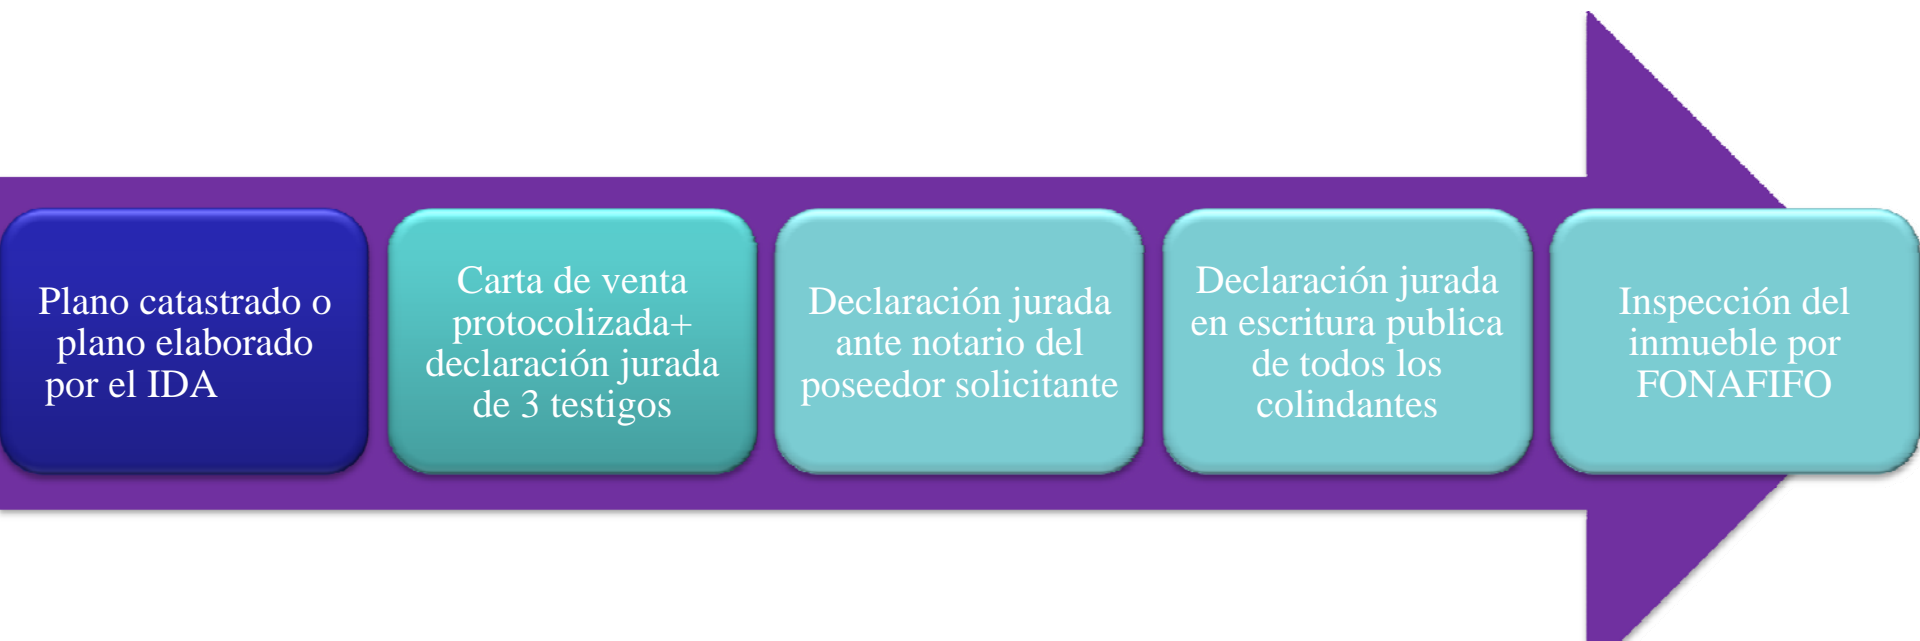 Plano catastrado o
plano elaborado
por el IDA
Carta de venta
protocolizada+
declaración jurada
de 3 testigos
Declaración jurada
ante notario del
poseedor solicitante
Declaración jurada
en escritura publica
de todos los
colindantes
Inspección del
inmueble por
FONAFIFO